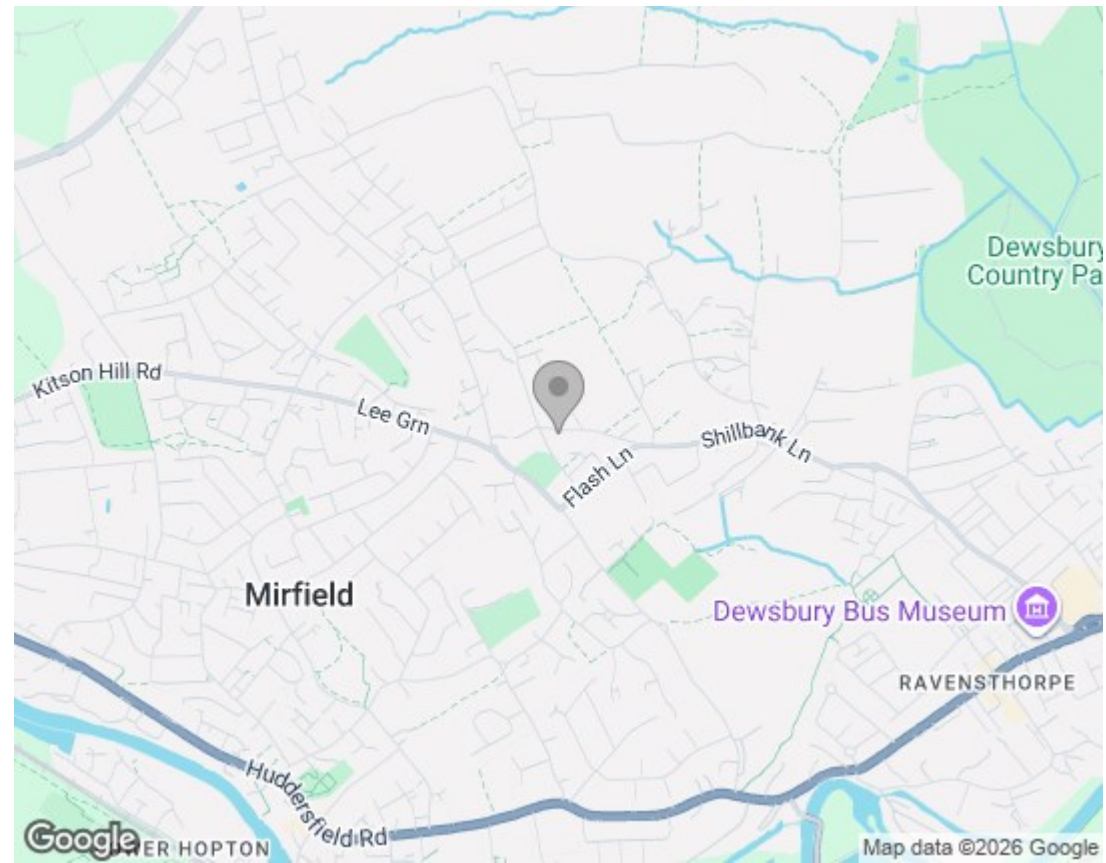 Dewsbury
Country Pa
Kitson Hill Rd
Lee Grn
Shillbank Ln
Flash Ln
Mirfield
Dewsbury Bus Museum
RAVENSTHORPE
Huddersfield Rd
Google
OWER HOPTON
Map data ©2026 Google